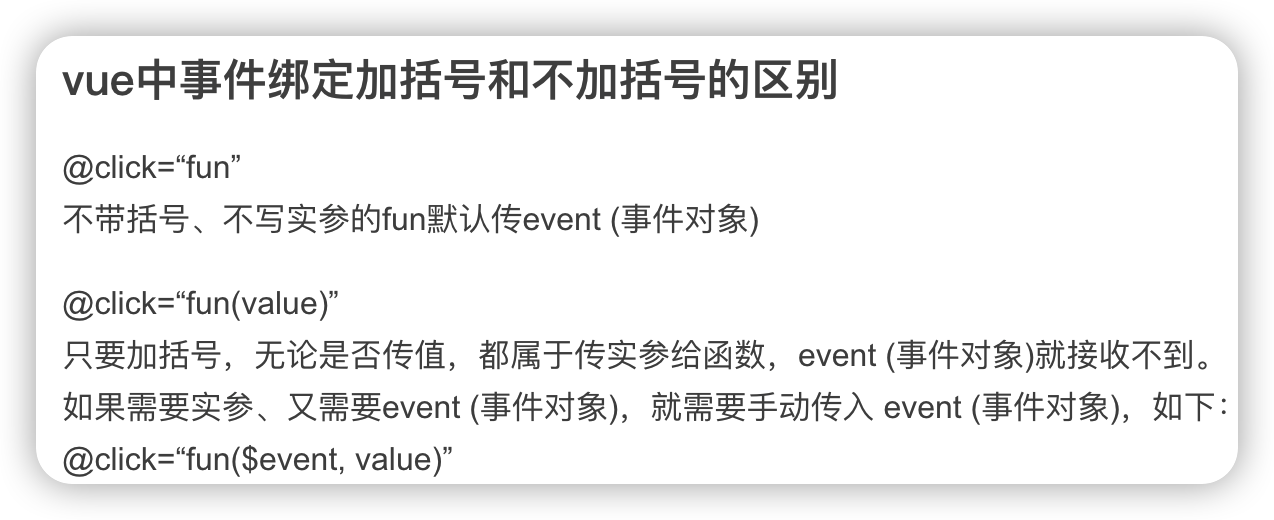 vue中事件绑定加括号和不加括号的区别
@click=“fun”
不带括号、不写实参的fun默认传event (事件对象)
@click=“fun(value)”
只要加括号，无论是否传值，都属于传实参给函数，event (事件对象)就接收不到。
如果需要实参、又需要event (事件对象)，就需要手动传入 event (事件对象)，如下：
@click=“fun($event, value)”